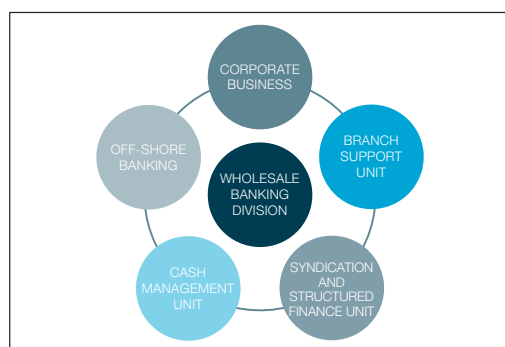 CORPORATE
BUSINESS
OFF-SHORE
BANKING
BRANCH
SUPPORT
UNIT
WHOLESALE
BANKING
DIVISION
CASH
MANAGEMENT
UNIT
SYNDICATION
AND
STRUCTURED
FINANCE UNIT